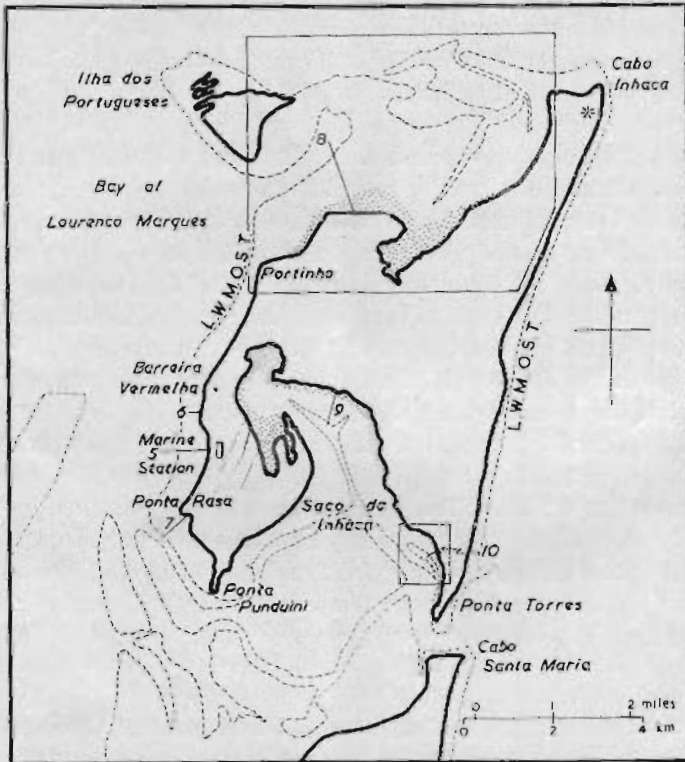 Ilha dos
Portugueses
Cabo
Inhaca
8
Bay of
Lourenco Marques
L.W.M.O.S.T.
Portinho
L.W.M.O.S.T.
Barreira
Vermelha
6
9
Marine
5
Station
Ponta Rasa
7
Saco da
Inhaca
10
Ponta
Punduini
Ponta Torres
Cabo
Santa Maria
0 2 miles
0 2 4 km